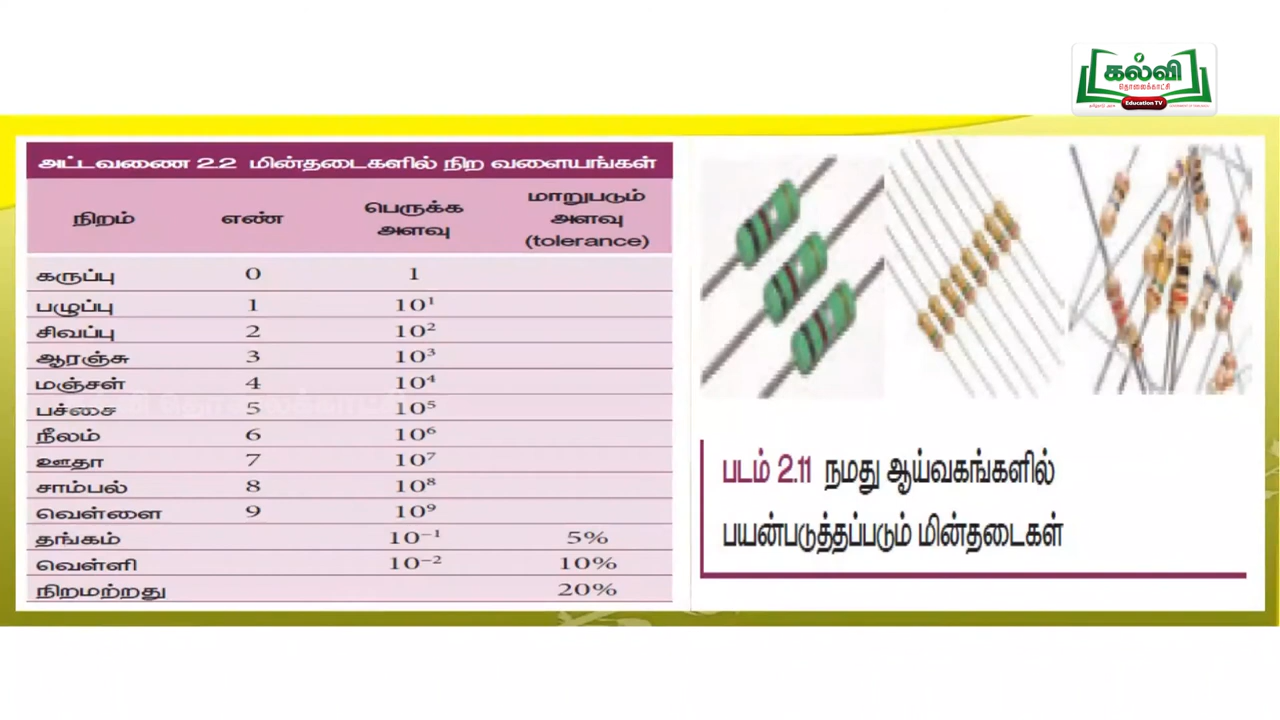 கல்வி
தொலைக்காட்சி
Education TV
அட்டவணை 2.2 மின்தடைகளில் நிற வளையங்கள்
நிறம் எண் பெருக்க அளவு மாறுபடும் அளவு (tolerance)
கருப்பு 0 1
பழுப்பு 1 10¹
சிவப்பு 2 10²
ஆரஞ்சு 3 10³
மஞ்சள் 4 10⁴
பச்சை 5 10⁵
நீலம் 6 10⁶
ஊதா 7 10⁷
சாம்பல் 8 10⁸
வெள்ளை 9 10⁹
தங்கம் 10⁻¹ 5%
வெள்ளி 10⁻² 10%
நிறமற்றது 20%
படம் 2.11 நமது ஆய்வகங்களில்
பயன்படுத்தப்படும் மின்தடைகள்